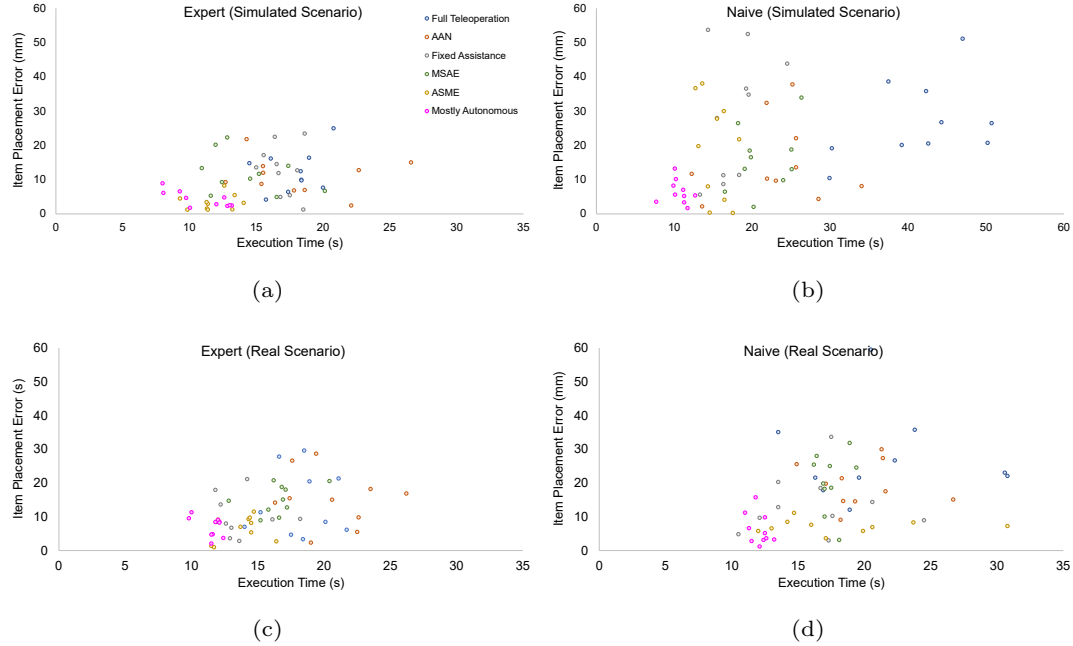 Expert (Simulated Scenario)
Item Placement Error (mm)
60
50
40
30
20
10
0
0 5 10 15 20 25 30 35
Execution Time (s)
Full Teleoperation
AAN
Fixed Assistance
MSAE
ASME
Mostly Autonomous
(a)
Naive (Simulated Scenario)
Item Placement Erorr (mm)
60
50
40
30
20
10
0
0 10 20 30 40 50 60
Execution Time (s)
(b)
Expert (Real Scenario)
Item Placement Error (s)
60
50
40
30
20
10
0
0 5 10 15 20 25 30 35
Execution Time (s)
(c)
Naive (Real Scenario)
Item Placement Error (mm)
60
50
40
30
20
10
0
0 5 10 15 20 25 30 35
Execution Time (s)
(d)